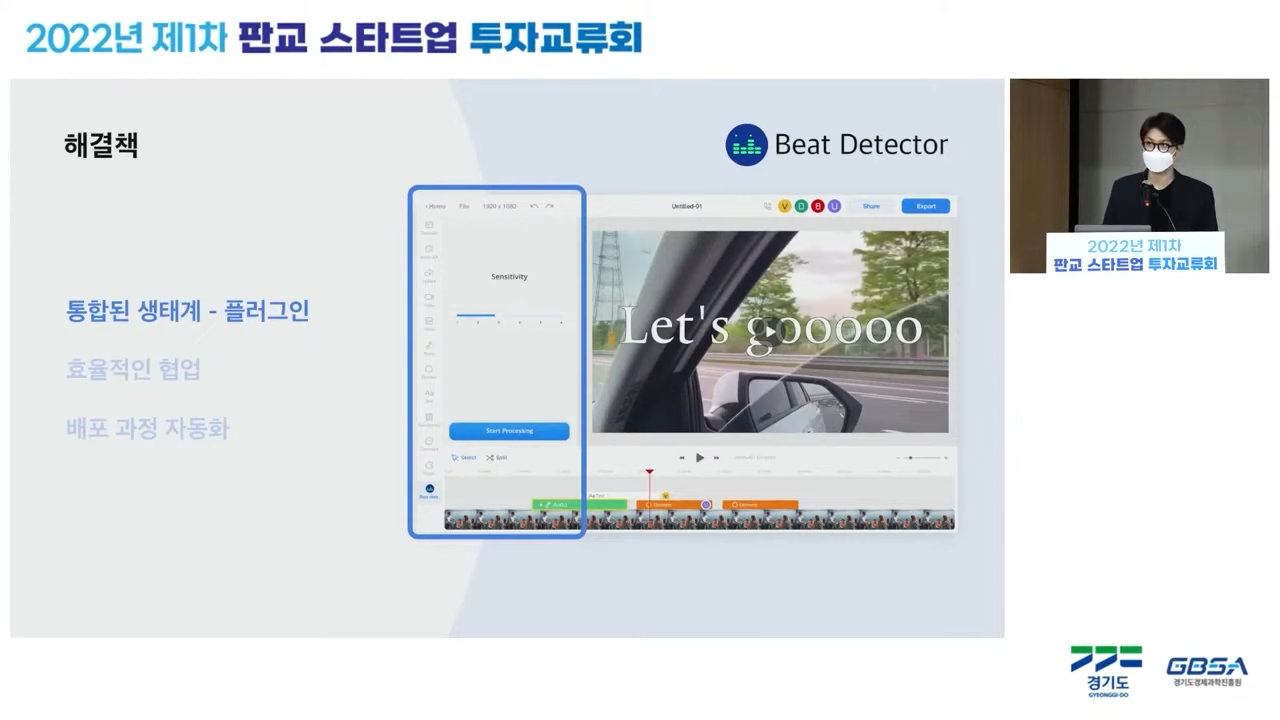 2022년 제1차 판교 스타트업 투자교류회
해결책
Beat Detector
통합된 생태계 - 플러그인
효율적인 협업
배포 과정 자동화
Home File 1920 x 1080
Untitled-01
V D B U
Share
Export
Sensitivity
Start Processing
Let's gooooo
Select Split
Audio
2022년 제1차
판교 스타트업 투자교류회
경기도
GYEONGGI-DO
GBSA
경기도경제과학진흥원